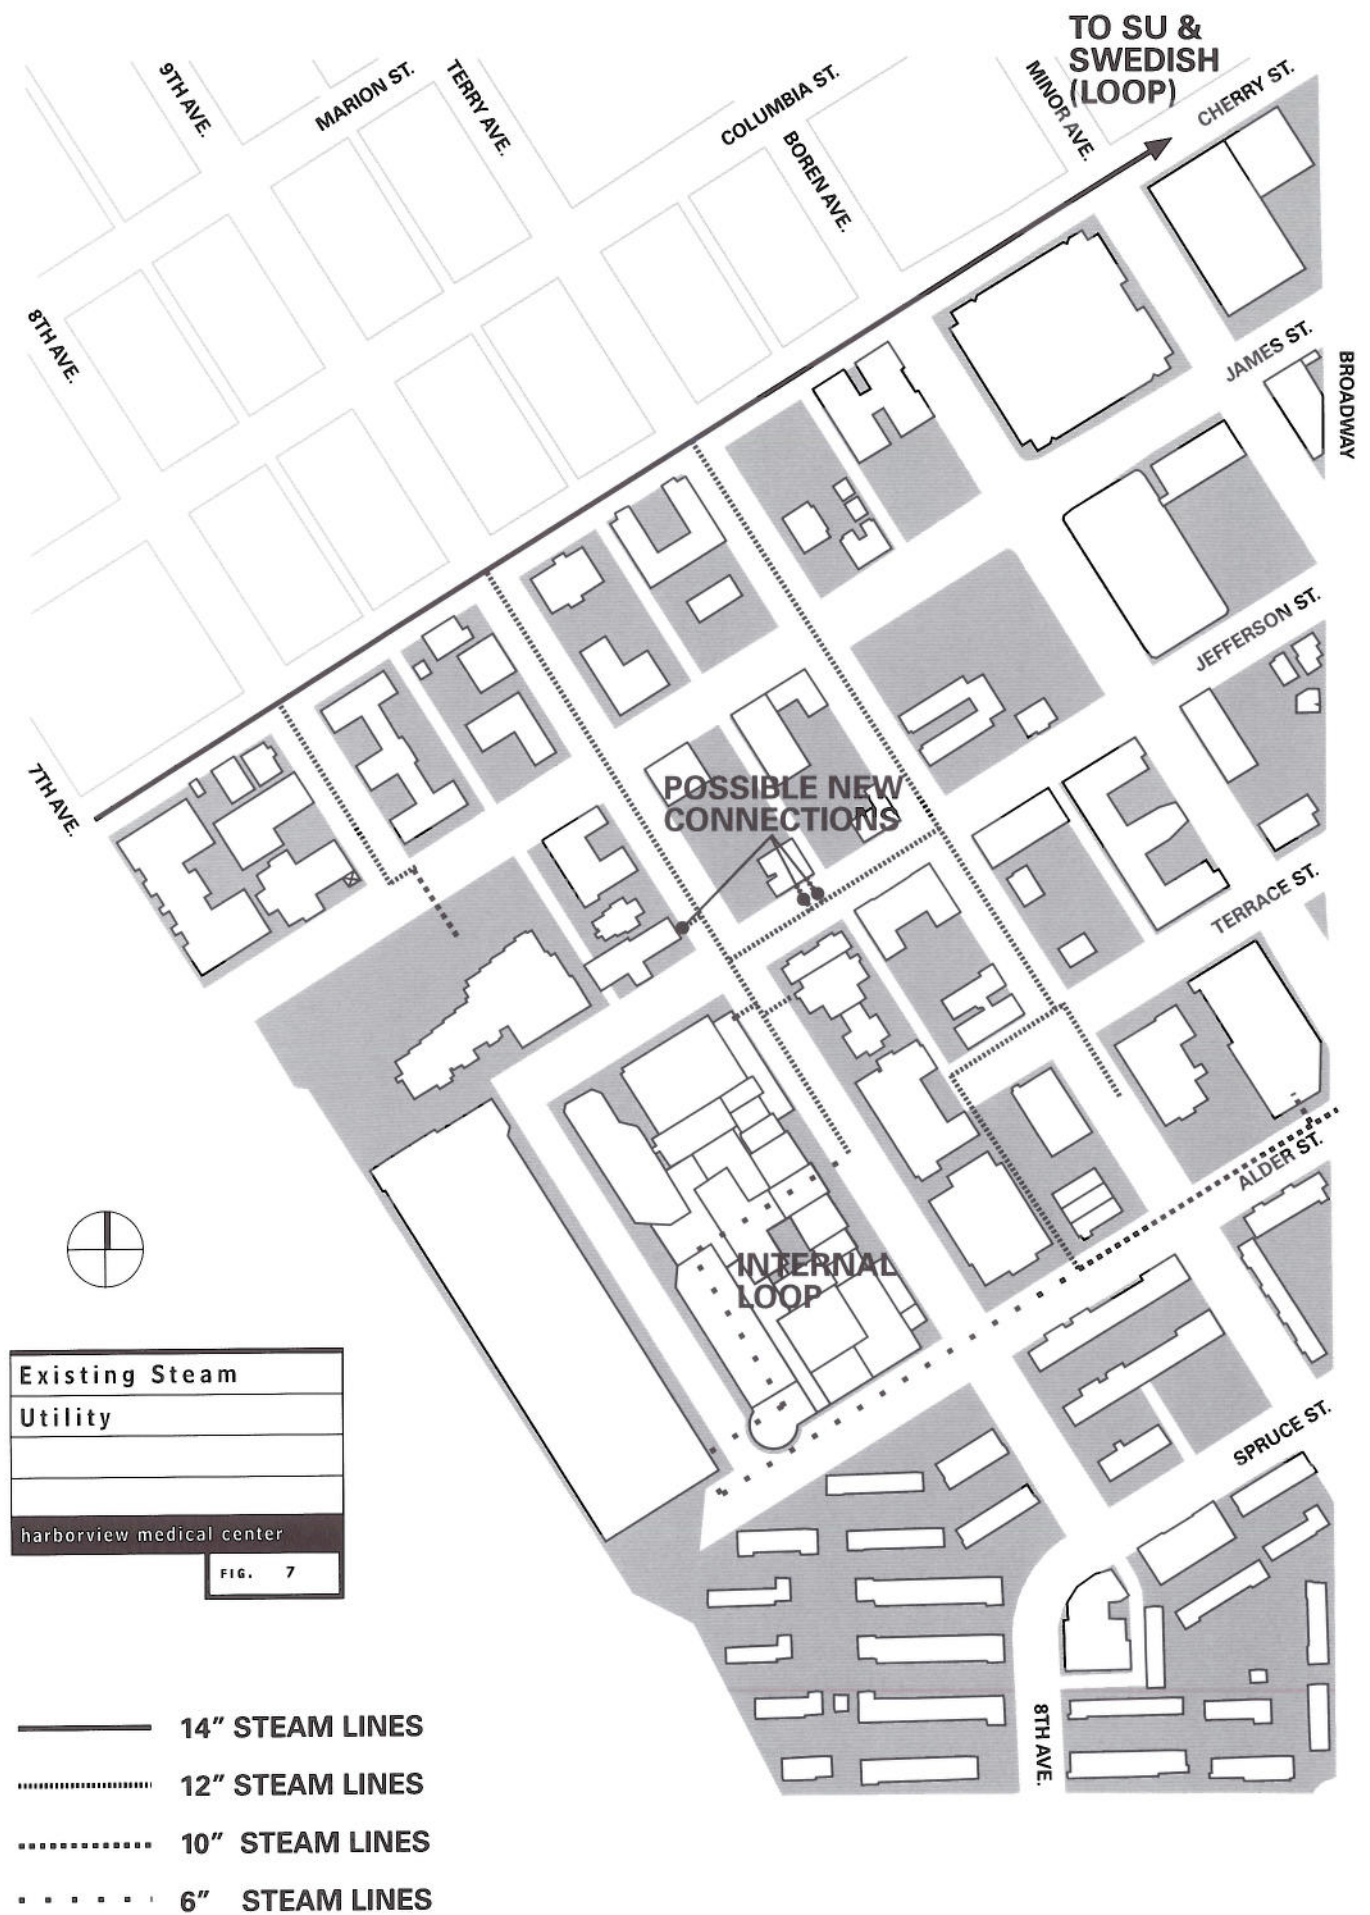 TO SU &
SWEDISH
(LOOP)
9TH AVE.
MARION ST.
TERRY AVE.
COLUMBIA ST.
BOREN AVE.
MINOR AVE.
CHERRY ST.
8TH AVE.
JAMES ST.
BROADWAY
JEFFERSON ST.
7TH AVE.
POSSIBLE NEW
CONNECTIONS
TERRACE ST.
ALDER ST.
INTERNAL
LOOP
SPRUCE ST.
8TH AVE.
Existing Steam
Utility
harborview medical center
FIG. 7
14" STEAM LINES
12" STEAM LINES
10" STEAM LINES
6" STEAM LINES